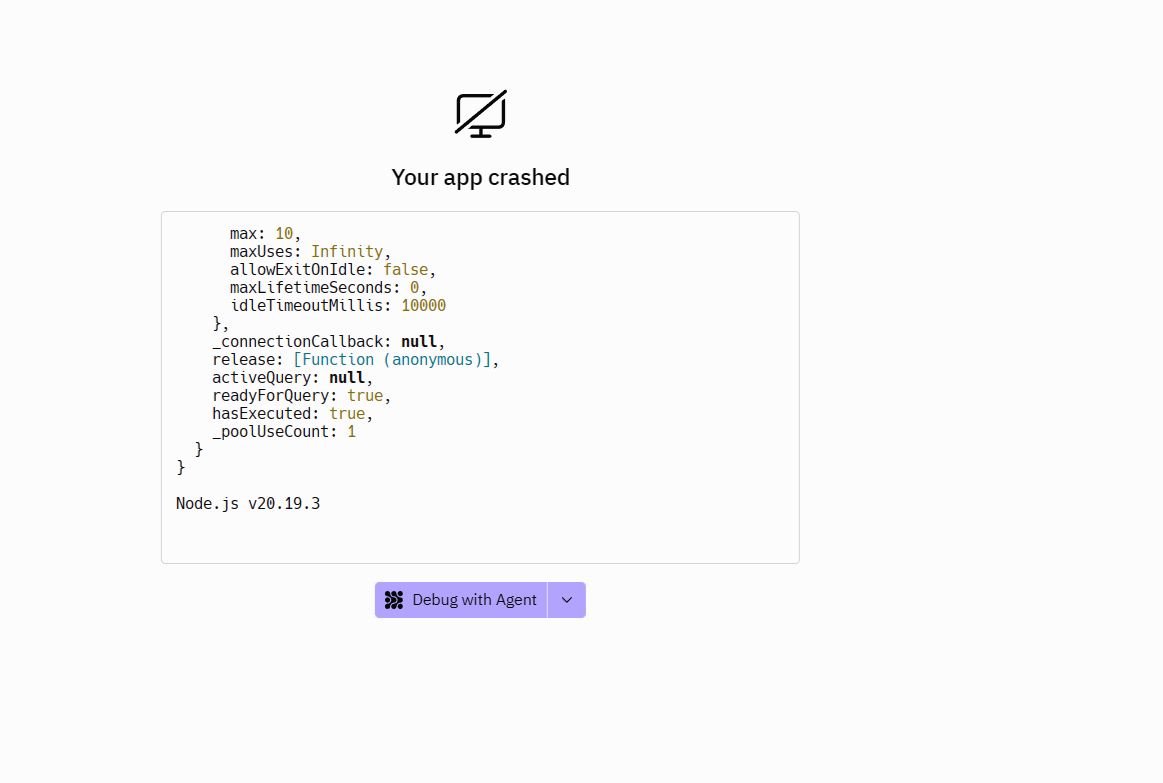 Your app crashed
max: 10,
maxUses: Infinity,
allowExitOnIdle: false,
maxLifetimeSeconds: 0,
idleTimeoutMillis: 10000
},
_connectionCallback: null,
release: [Function (anonymous)],
activeQuery: null,
readyForQuery: true,
hasExecuted: true,
_poolUseCount: 1
}
}
Node.js v20.19.3
Debug with Agent